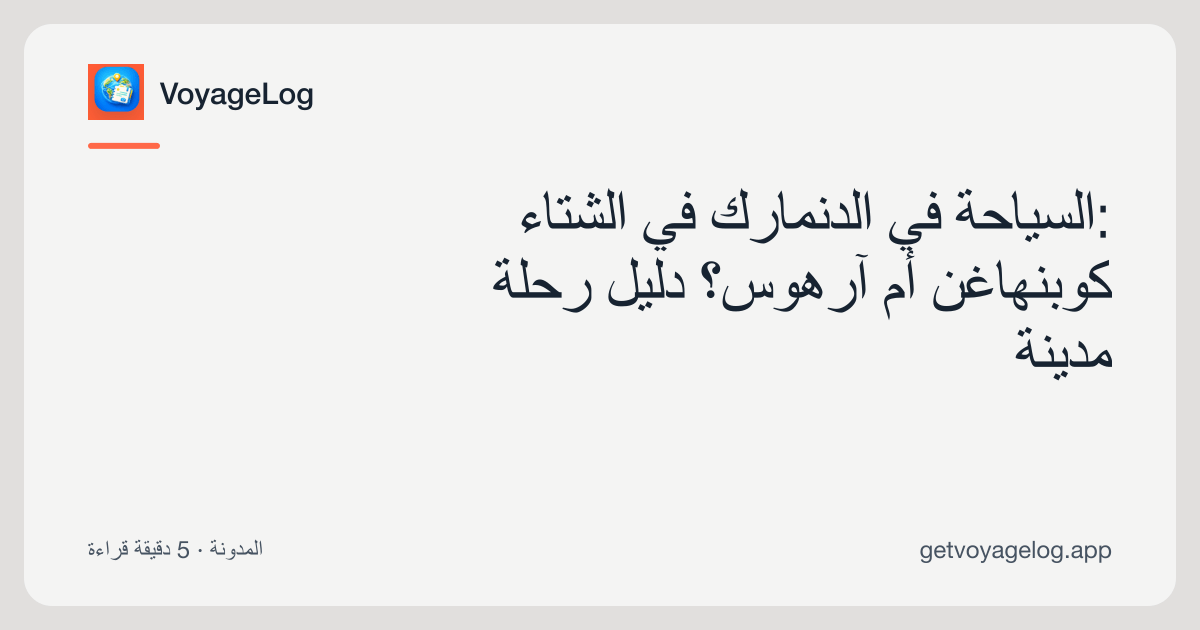 VoyageLog
السياحة في الدنمارك في الشتاء:
كوبنهاغن أم آرهوس؟ دليل رحلة
مدينة
المدونة · 5 دقيقة قراءة
getvoyagelog.app